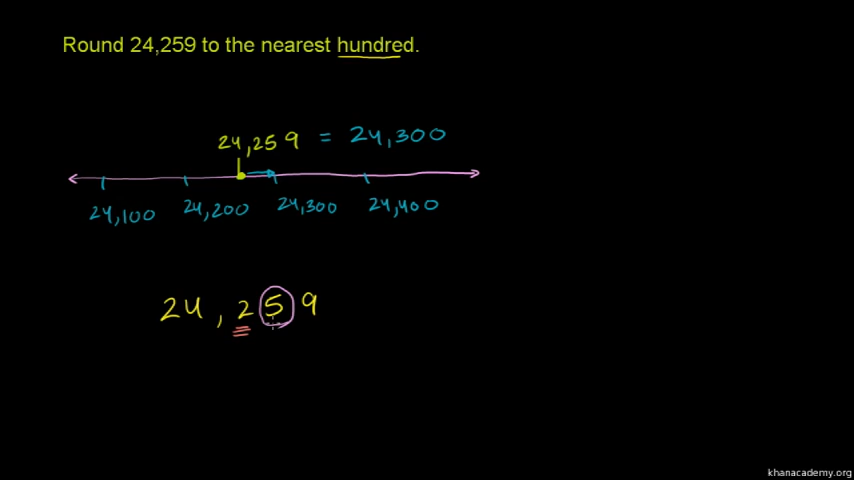 Round 24,259 to the nearest hundred.
24,259 = 24,300
24,100 24,200 24,300 24,400
24,259
khanacademy.org